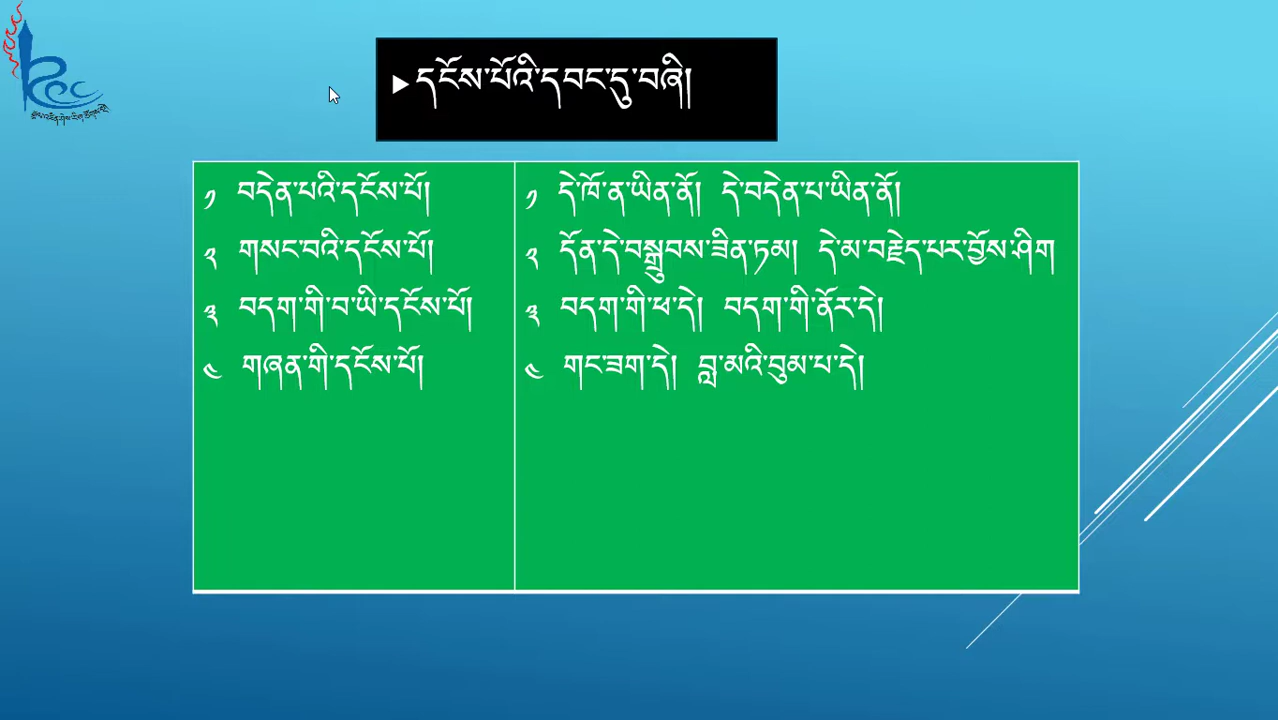 དངོས་པོའི་དབང་དུ་བཞི།
༡ བདེན་པའི་དངོས་པོ།
༢ གསང་བའི་དངོས་པོ།
༣ བདག་གི་བ་ཡི་དངོས་པོ།
༤ གཞན་གི་དངོས་པོ།
༡ དེ་ཁོ་ན་ཡིན་ནོ། དེ་བདེན་པ་ཡིན་ནོ།
༢ དོན་དེ་བསྒྲུབས་ཟིན་ཏམ། དེ་མ་བརྗེད་པར་བྱོས་ཤིག
༣ བདག་གི་ཕ་དེ། བདག་གི་ནོར་དེ།
༤ གང་ཟག་དེ། བླ་མའི་བུམ་པ་དེ།